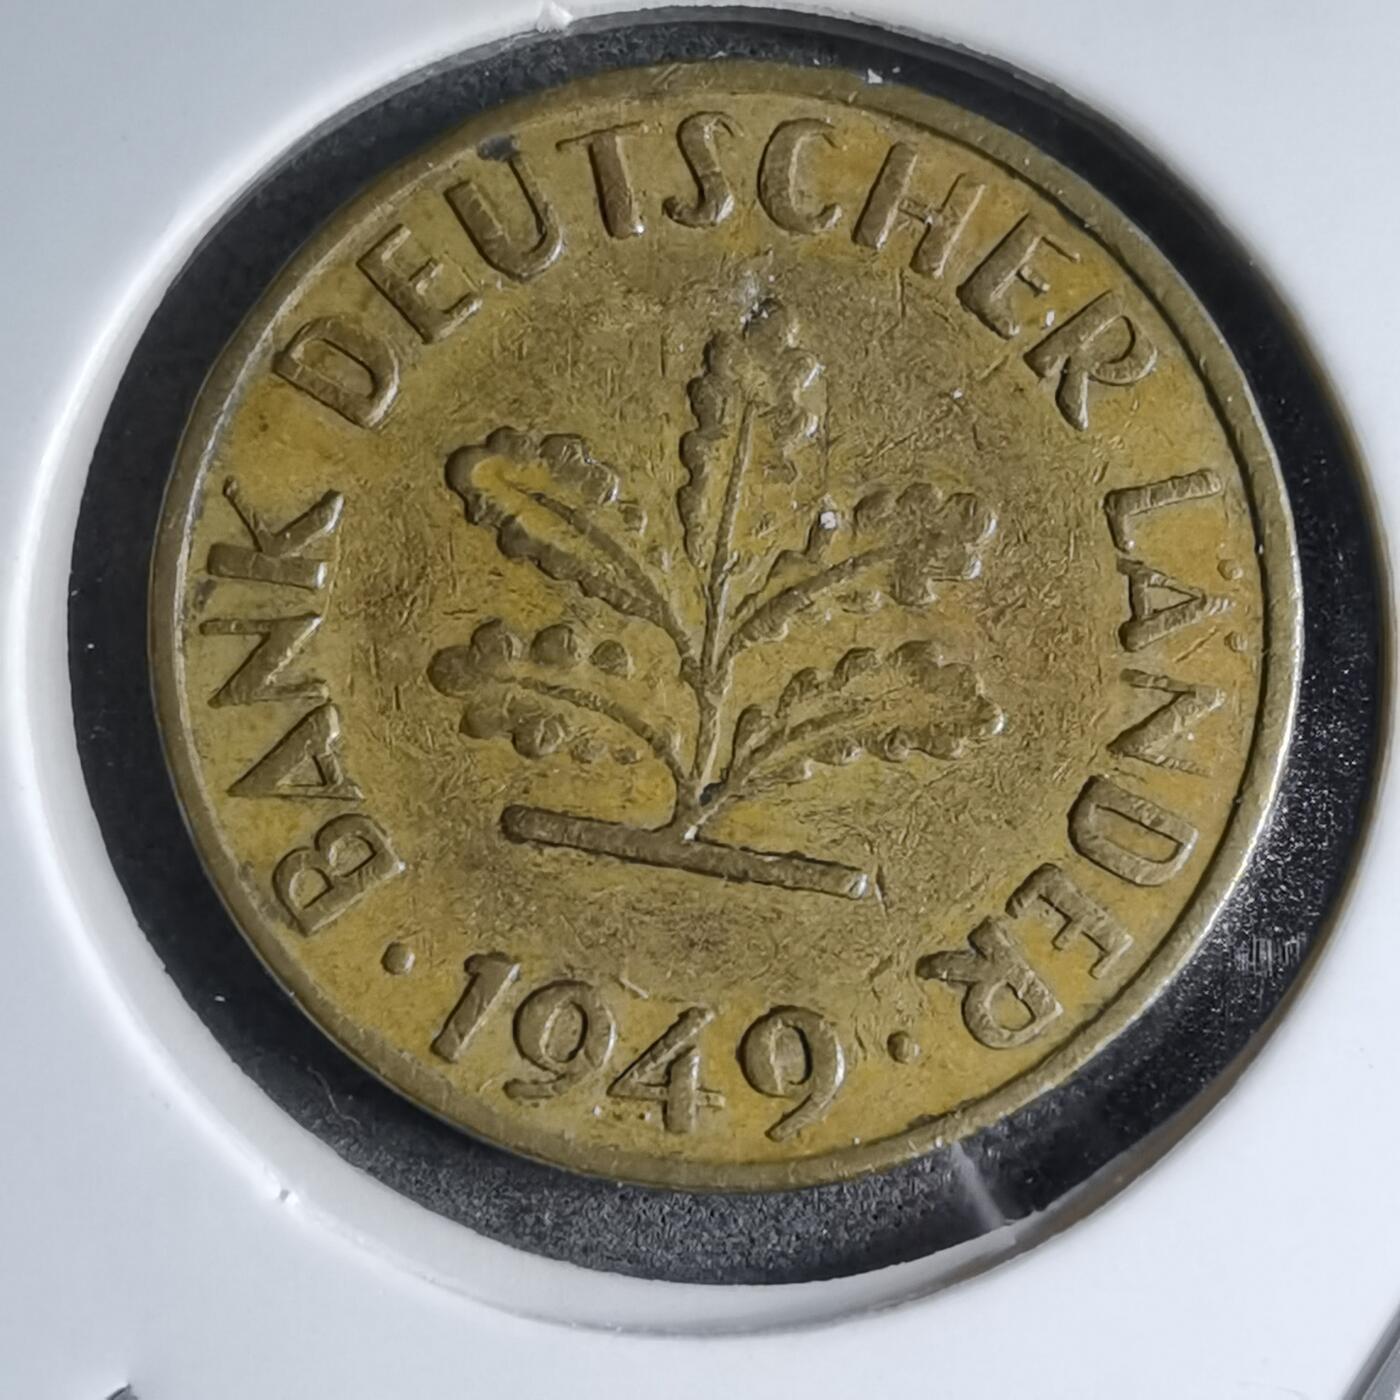 BANK DEUTSCHER LÄNDER
· 1949 ·